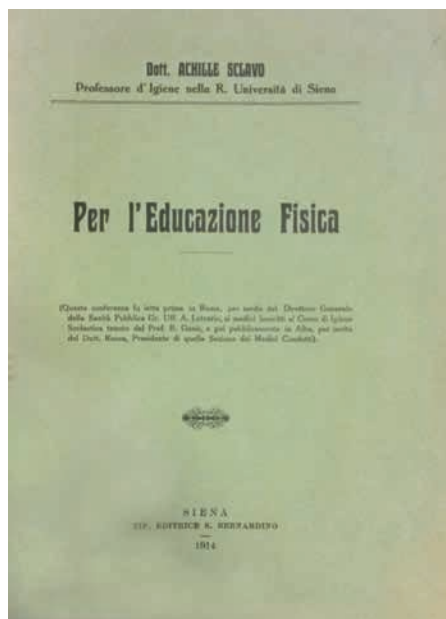 Dott. ACHILLE SCLAVO
Professore d'Igiene nella R. Università di Siena
Per l'Educazione Fisica
(Questa conferenza fu letta prima in Roma, per invito del Direttore Generale
della Sanità Pubblica Gr. Uff. A. Lutrario, ai medici inscritti al Corso di Igiene
Scolastica tenuto dal Prof. R. e poi pubblicamente in Alba, per invito
del Dott. Presidente di quella Sezione dei Medici Condotti).
SIENA
TIP. EDITRICE S. BERNARDINO
1914